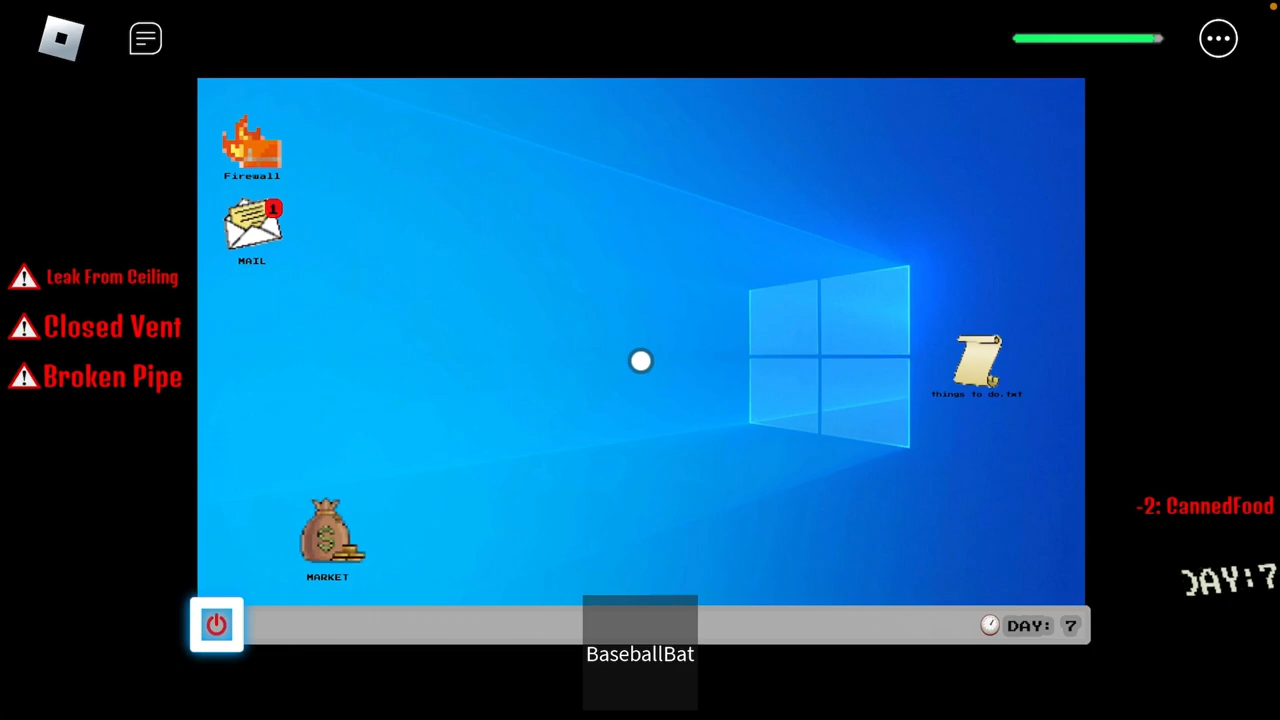 Firewall
1
MAIL
Leak From Ceiling
Closed Vent
Broken Pipe
things to do.txt
-2: CannedFood
MARKET
DAY:7
DAY: 7
BaseballBat